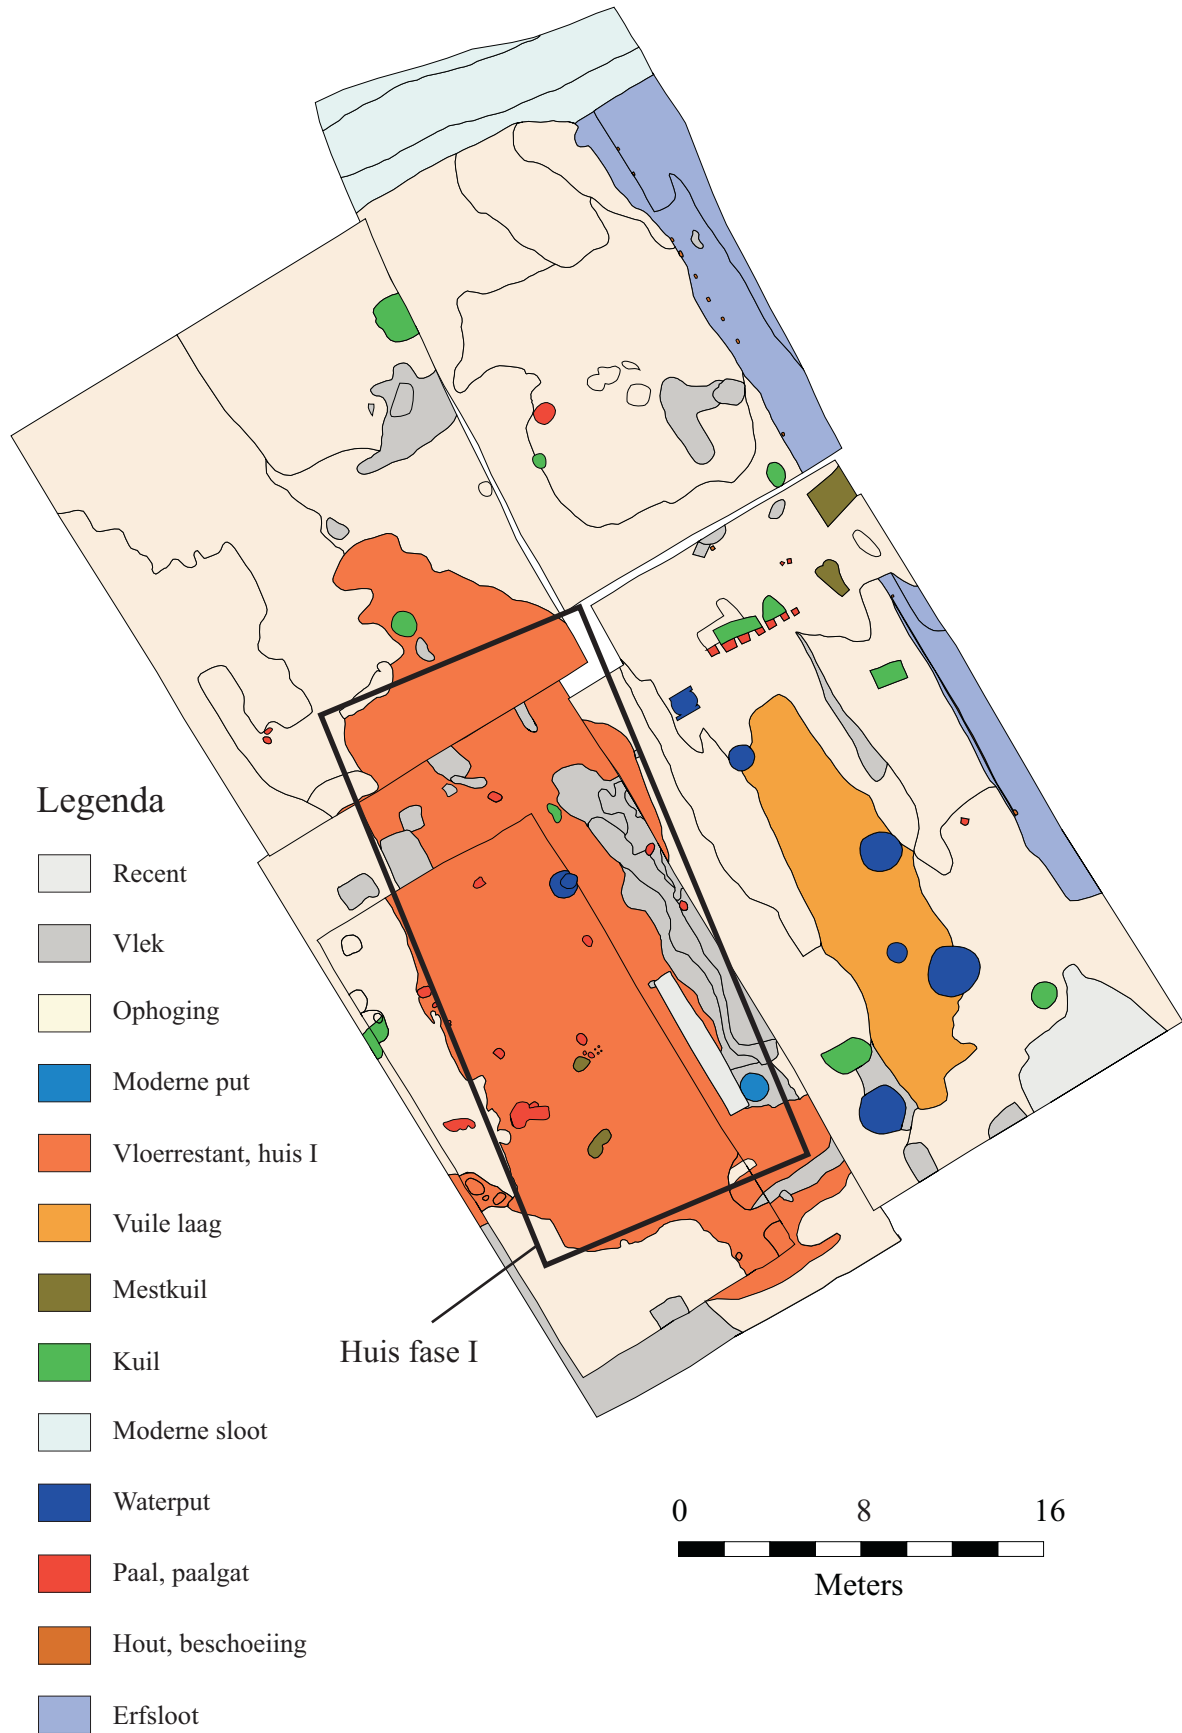 Legenda
Recent
Vlek
Ophoging
Moderne put
Vloerrestant, huis I
Vuile laag
Mestkuil
Kuil
Moderne sloot
Waterput
Paal, paalgat
Hout, beschoeiing
Erfsloot
Huis fase I
0 8 16
Meters